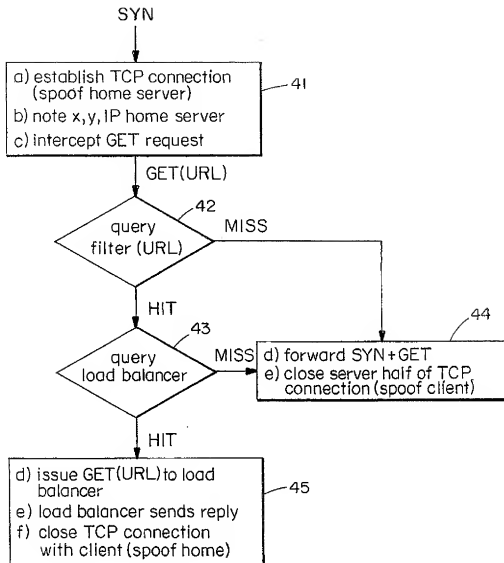 SYN
a) establish TCP connection
(spoof home server)
b) note x,y,IP home server
c) intercept GET request
41
GET(URL)
42
query
filter (URL)
MISS
HIT
43
query
load balancer
MISS
44
d) forward SYN+GET
e) close server half of TCP
connection (spoof client)
HIT
d) issue GET(URL) to load
balancer
e) load balancer sends reply
f) close TCP connection
with client (spoof home)
45